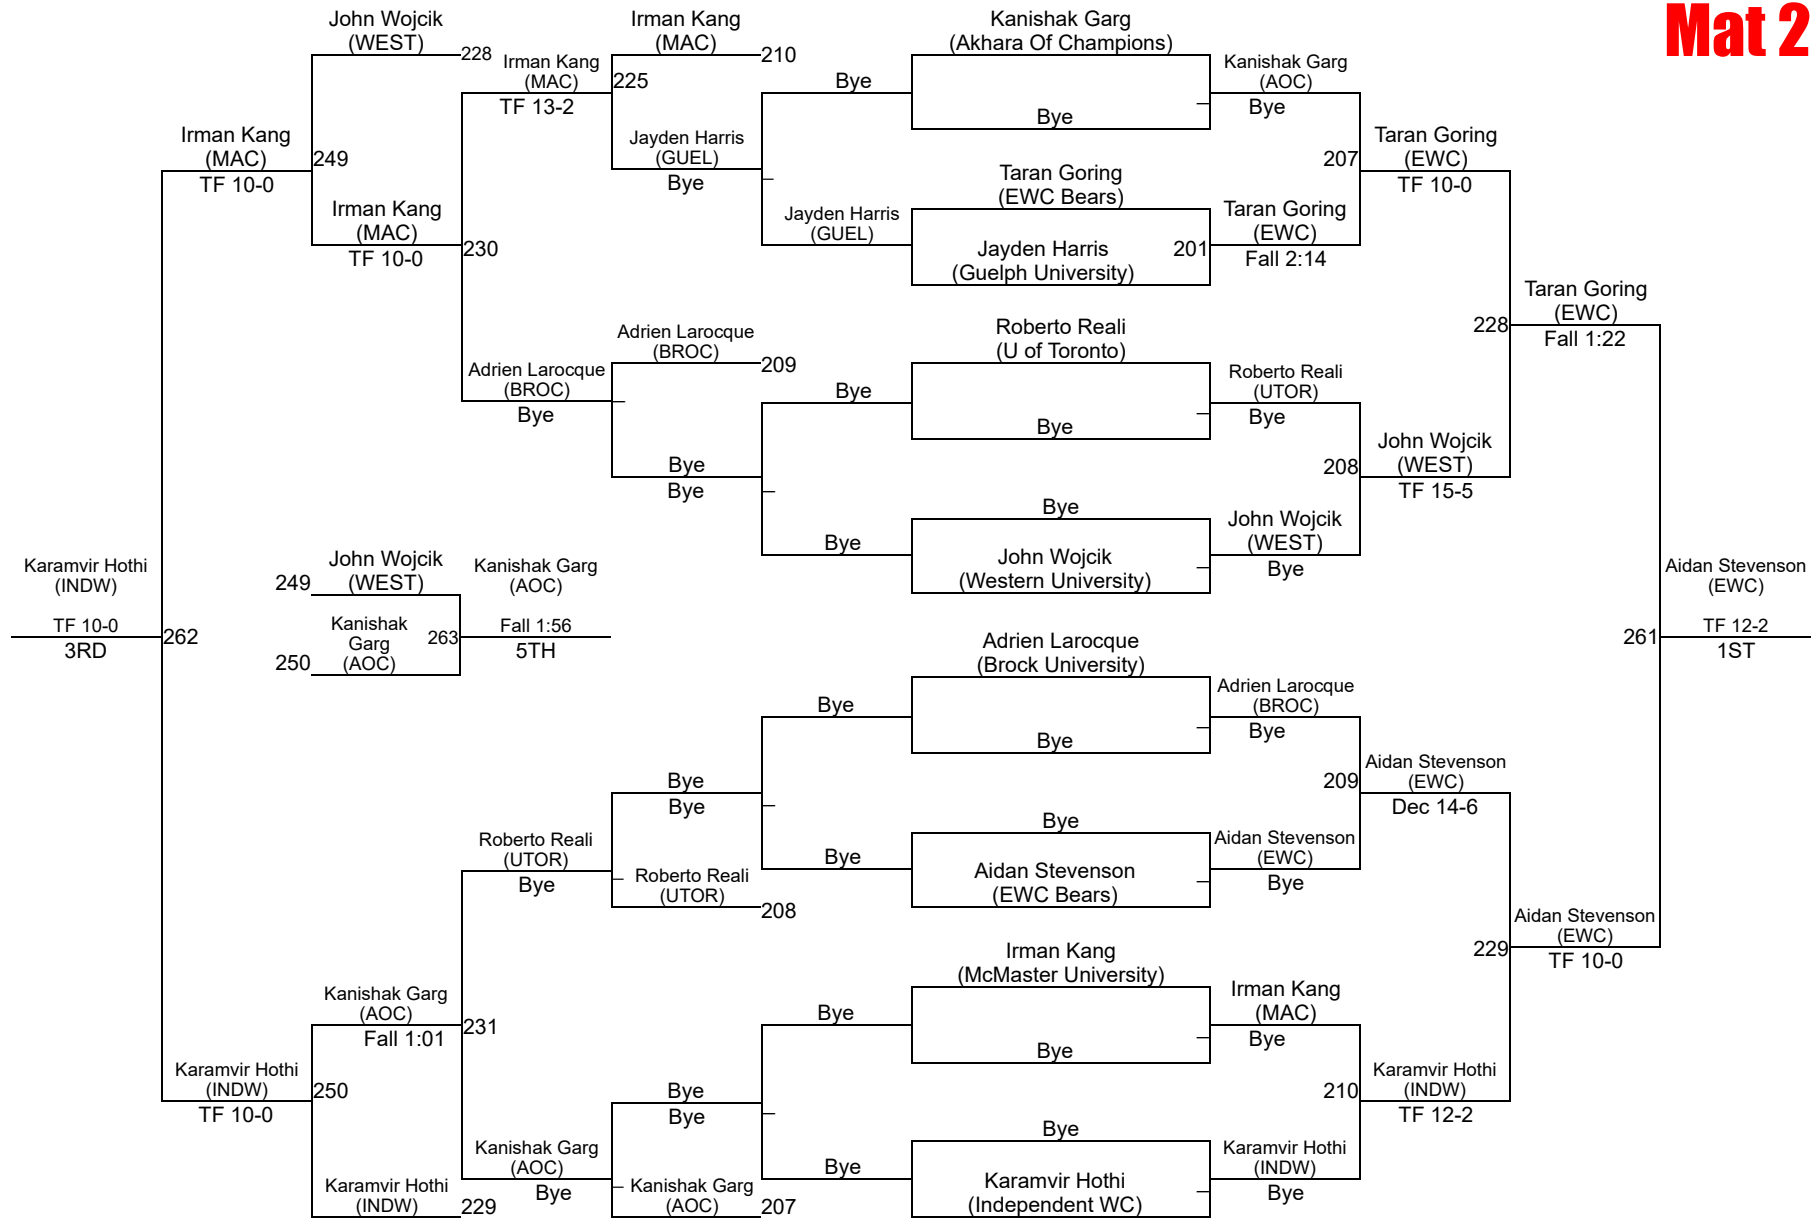 Mat 2
John Wojcik
(WEST)
228
Irman Kang
(MAC)
TF 13-2
225
Irman Kang
(MAC)
210
Jayden Harris
(GUEL)
Bye
Irman Kang
(MAC)
TF 10-0
249
Irman Kang
(MAC)
TF 10-0
230
Bye
Jayden Harris
(GUEL)
Kanishak Garg
(Akhara Of Champions)
Bye
Kanishak Garg
(AOC)
Bye
Taran Goring
(EWC Bears)
Jayden Harris
(Guelph University)
201
Taran Goring
(EWC)
Fall 2:14
207
Taran Goring
(EWC)
TF 10-0
Adrien Larocque
(BROC)
209
Adrien Larocque
(BROC)
Bye
Bye
Bye
Bye
Bye
Roberto Reali
(U of Toronto)
Bye
Roberto Reali
(UTOR)
Bye
Bye
John Wojcik
(Western University)
John Wojcik
(WEST)
Bye
208
John Wojcik
(WEST)
TF 15-5
228
Taran Goring
(EWC)
Fall 1:22
Karamvir Hothi
(INDW)
TF 10-0
3RD
262
249
John Wojcik
(WEST)
250
Kanishak
Garg
(AOC)
263
Kanishak Garg
(AOC)
Fall 1:56
5TH
261
Aidan Stevenson
(EWC)
TF 12-2
1ST
Adrien Larocque
(Brock University)
Bye
Bye
Adrien Larocque
(BROC)
Bye
Bye
Bye
Bye
Bye
Aidan Stevenson
(EWC Bears)
Aidan Stevenson
(EWC)
Bye
209
Aidan Stevenson
(EWC)
Dec 14-6
Roberto Reali
(UTOR)
Bye
Roberto Reali
(UTOR)
208
Irman Kang
(McMaster University)
Bye
Bye
Irman Kang
(MAC)
Bye
229
Aidan Stevenson
(EWC)
TF 10-0
Kanishak Garg
(AOC)
Fall 1:01
231
Karamvir Hothi
(INDW)
TF 10-0
250
Bye
Bye
Bye
Bye
Karamvir Hothi
(Independent WC)
Karamvir Hothi
(INDW)
Bye
210
Karamvir Hothi
(INDW)
TF 12-2
Kanishak Garg
(AOC)
Bye
Kanishak Garg
(AOC)
207
Karamvir Hothi
(INDW)
229